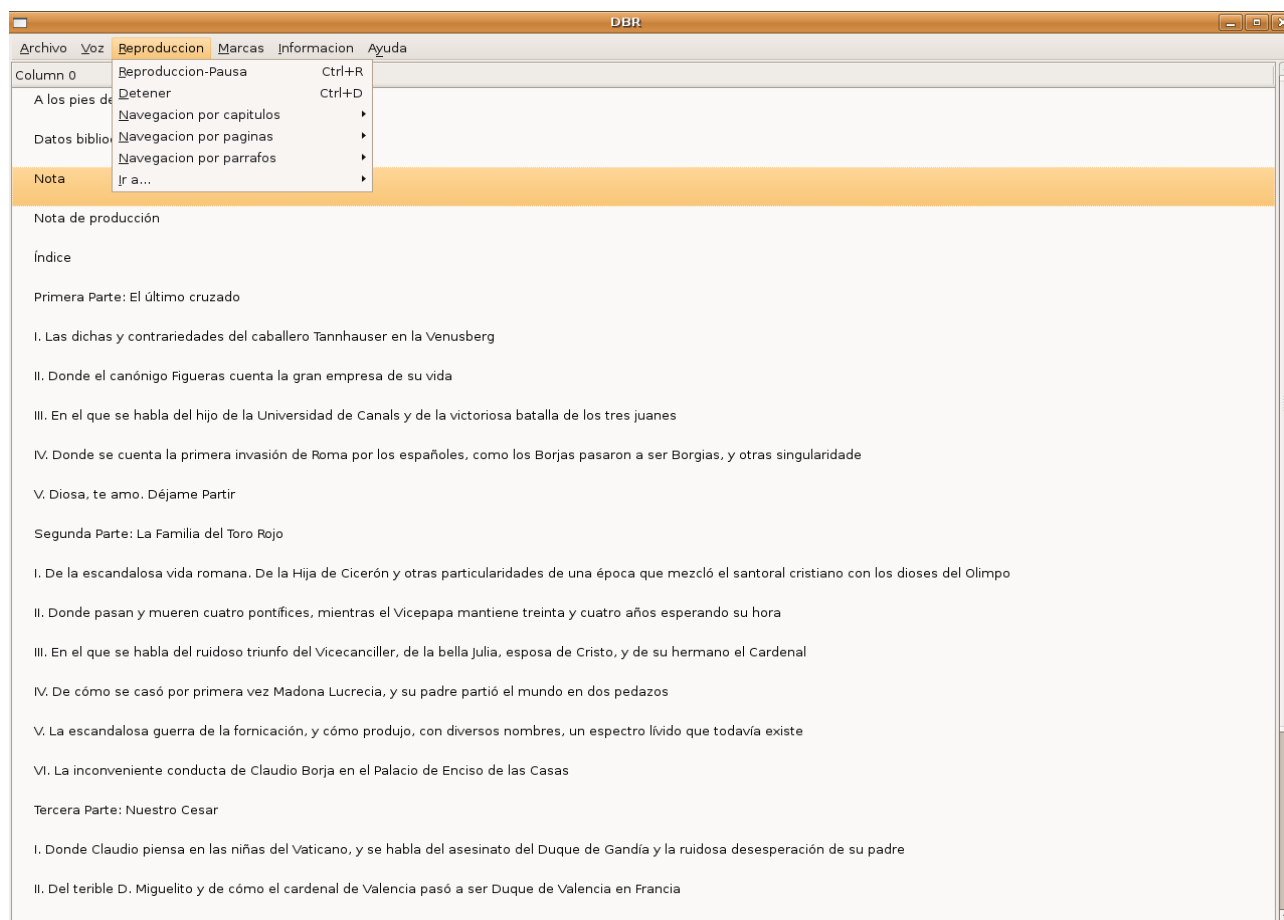 DBR
Archivo Voz Reproduccion Marcas Informacion Ayuda
Column 0
Reproduccion-Pausa Ctrl+R
Detener Ctrl+D
Navegacion por capitulos
Navegacion por paginas
Navegacion por parrafos
Ir a...
A los pies
Datos
Nota
Nota de producción
Índice
Primera Parte: El último cruzado
I. Las dichas y contrariedades del caballero Tannhauser en la Venusberg
II. Donde el canónigo Figueras cuenta la gran empresa de su vida
III. En el que se habla del hijo de la Universidad de Canals y de la victoriosa batalla de los tres juanes
IV. Donde se cuenta la primera invasión de Roma por los españoles, como los Borjas pasaron a ser Borgias, y otras singularidade
V. Diosa, te amo. Déjame Partir
Segunda Parte: La Familia del Toro Rojo
I. De la escandalosa vida romana. De la Hija de Cicerón y otras particularidades de una época que mezcló el santoral cristiano con los dioses del Olimpo
II. Donde pasan y mueren cuatro pontífices, mientras el Vicepapa mantiene treinta y cuatro años esperando su hora
III. En el que se habla del ruidoso triunfo del Vicecanciller, de la bella Julia, esposa de Cristo, y de su hermano el Cardenal
IV. De cómo se casó por primera vez Madona Lucrecia, y su padre partió el mundo en dos pedazos
V. La escandalosa guerra de la fornicación, y cómo produjo, con diversos nombres, un espectro lívido que todavía existe
VI. La inconveniente conducta de Claudio Borja en el Palacio de Enciso de las Casas
Tercera Parte: Nuestro Cesar
I. Donde Claudio piensa en las niñas del Vaticano, y se habla del asesinato del Duque de Gandía y la ruidosa desesperación de su padre
II. Del terible D. Miguelito y de cómo el cardenal de Valencia pasó a ser Duque de Valencia en Francia